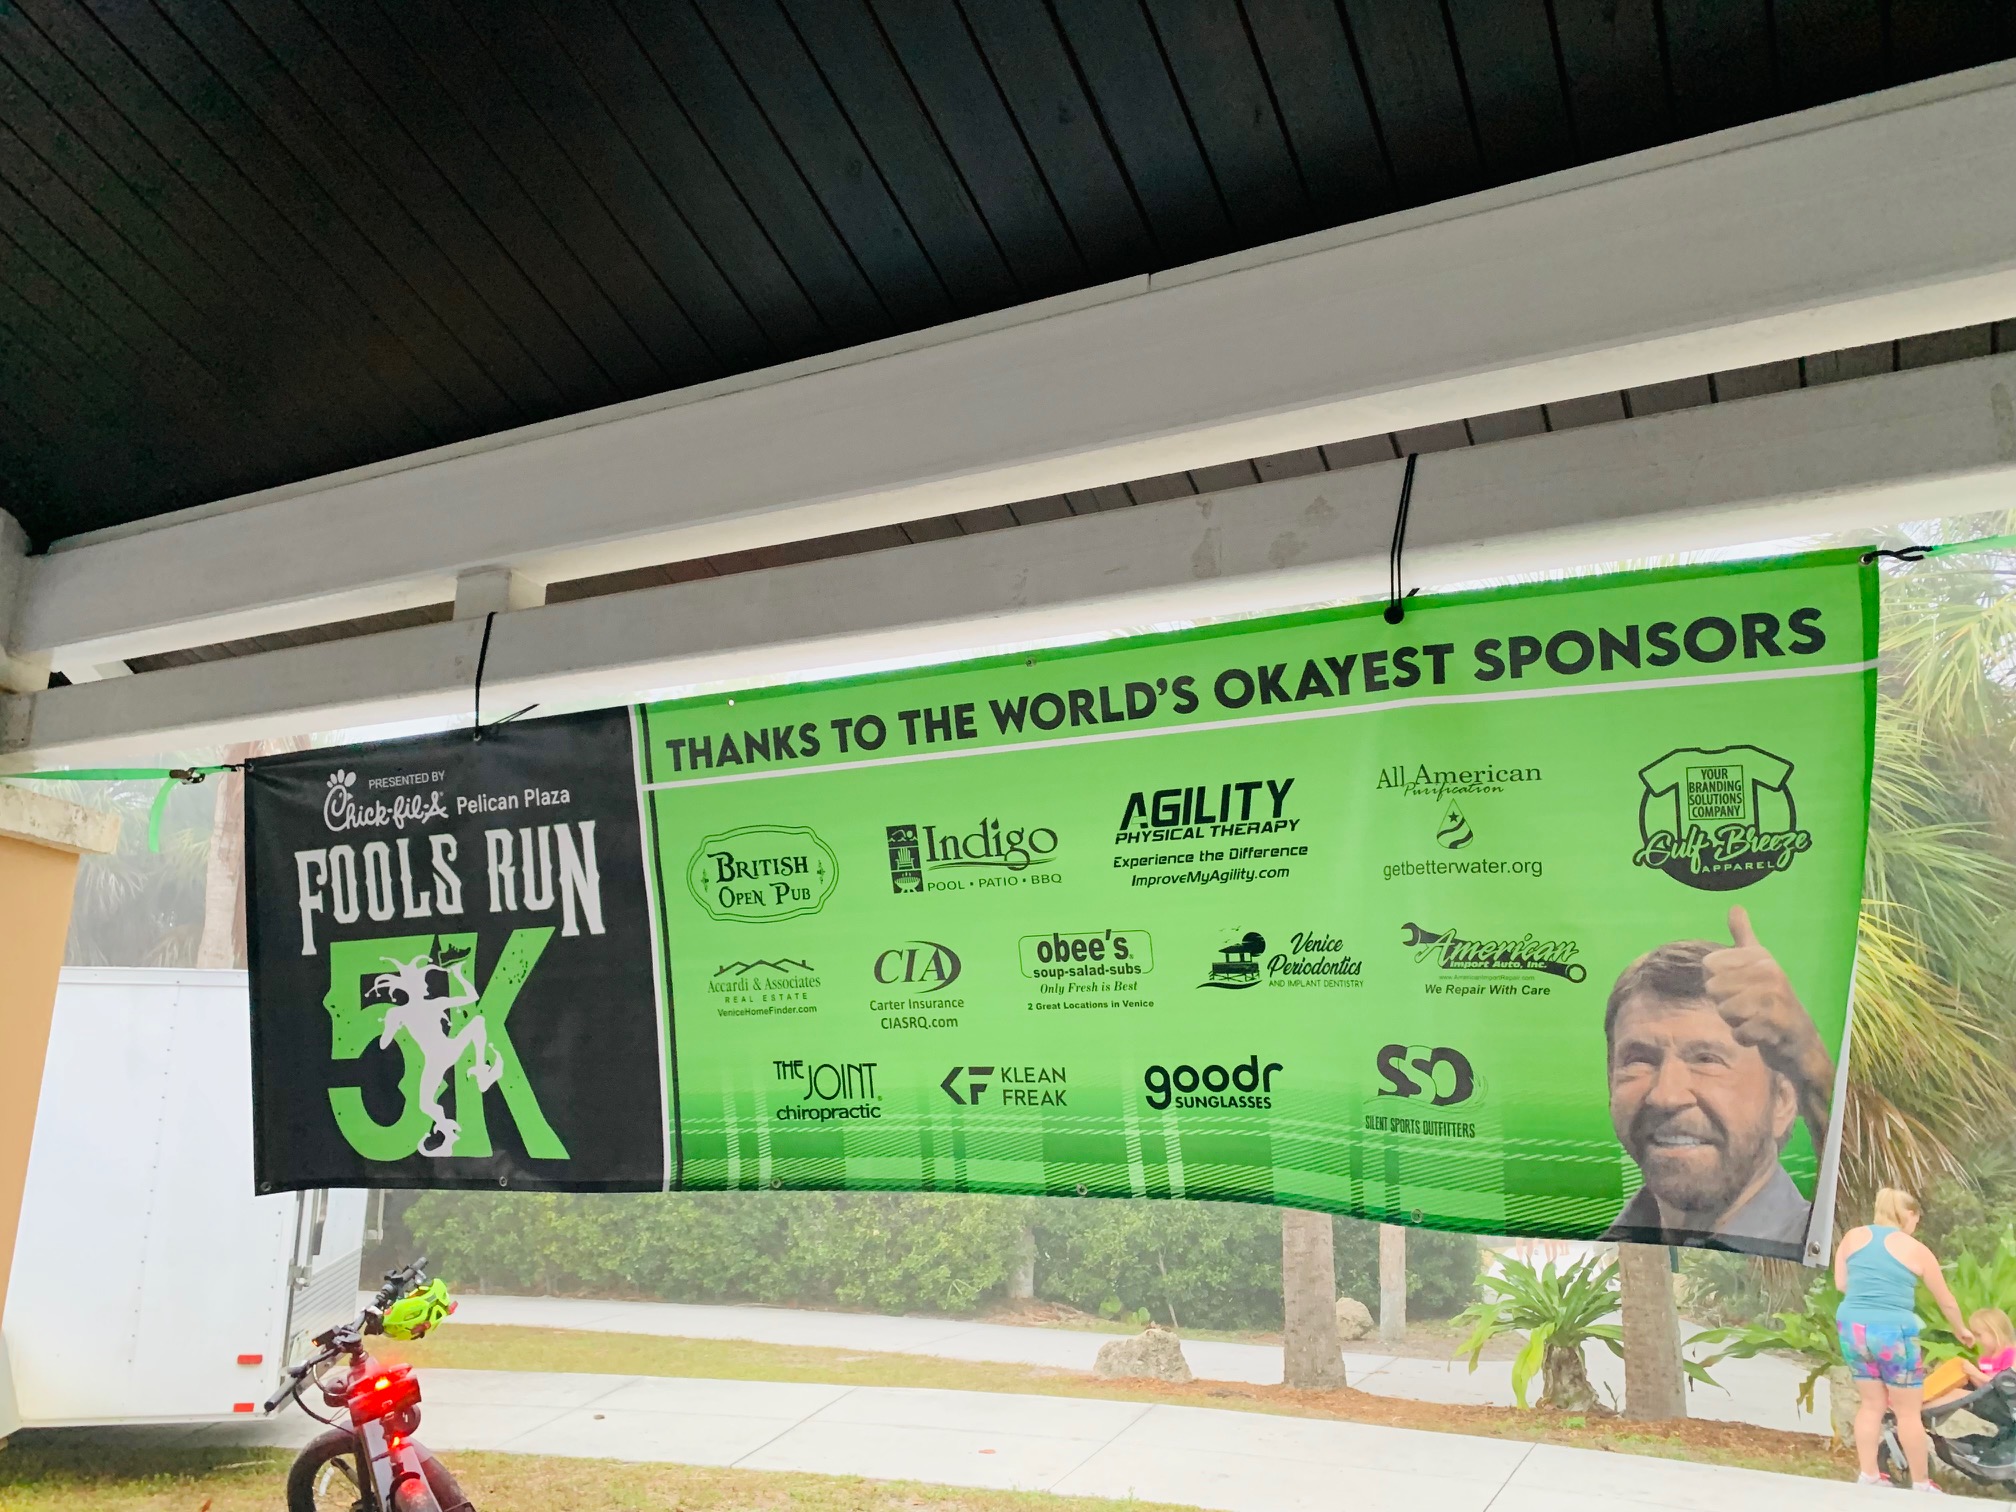 THANKS TO THE WORLD'S OKAYEST SPONSORS
PRESENTED BY
Chick-fil-A Pelican Plaza
FOOLS RUN
5K
BRITISH
OPEN PUB
Indigo
POOL • PATIO • BBQ
AGILITY
PHYSICAL THERAPY
Experience the Difference
ImproveMyAgility.com
All American
Purification
getbetterwater.org
YOUR
BRANDING
SOLUTIONS
COMPANY
Gulf Breeze
APPAREL
Accardi & Associates
REAL ESTATE
VeniceHomeFinder.com
CIA
Carter Insurance
CIASRQ.com
obee's
soup-salad-subs
Only Fresh is Best
2 Great Locations in Venice
Venice
Periodontics
AND IMPLANT DENTISTRY
American
Import Auto, Inc.
www.AmericanImportRepair.com
We Repair With Care
THE JOINT
chiropractic
KF KLEAN
FREAK
goodr
SUNGLASSES
SSO
SILENT SPORTS OUTFITTERS